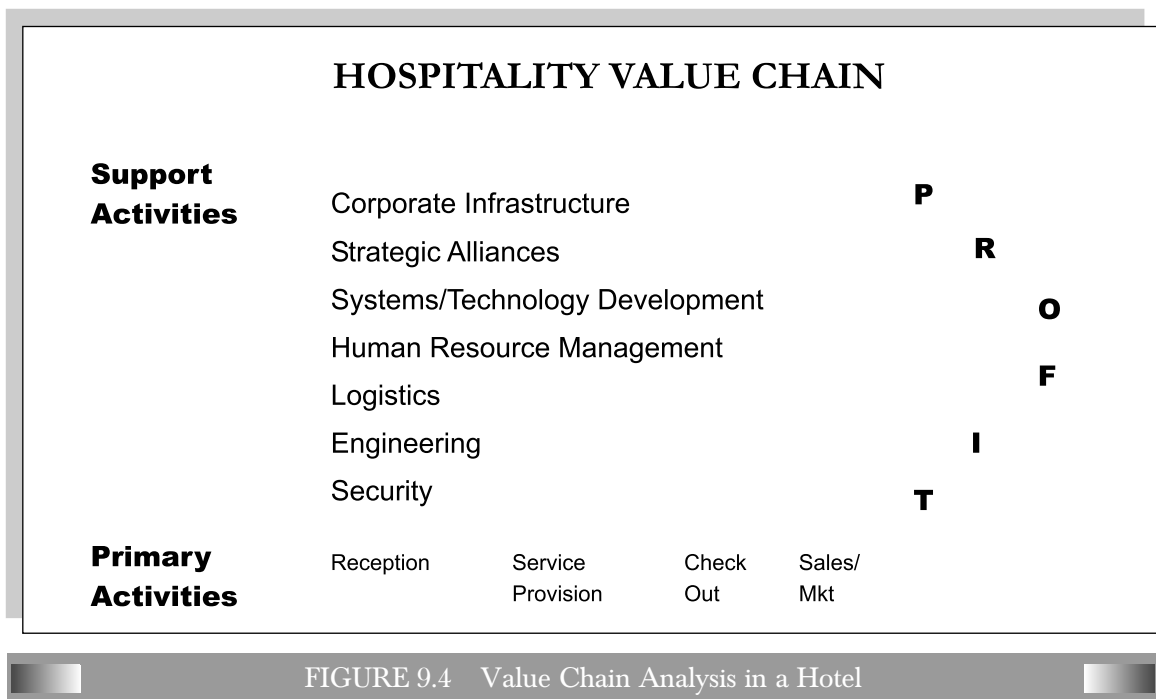 HOSPITALITY VALUE CHAIN
Support
Activities
Corporate Infrastructure
Strategic Alliances
Systems/Technology Development
Human Resource Management
Logistics
Engineering
Security
P
R
O
F
I
T
Primary
Activities
Reception
Service
Provision
Check
Out
Sales/
Mkt
FIGURE 9.4 Value Chain Analysis in a Hotel